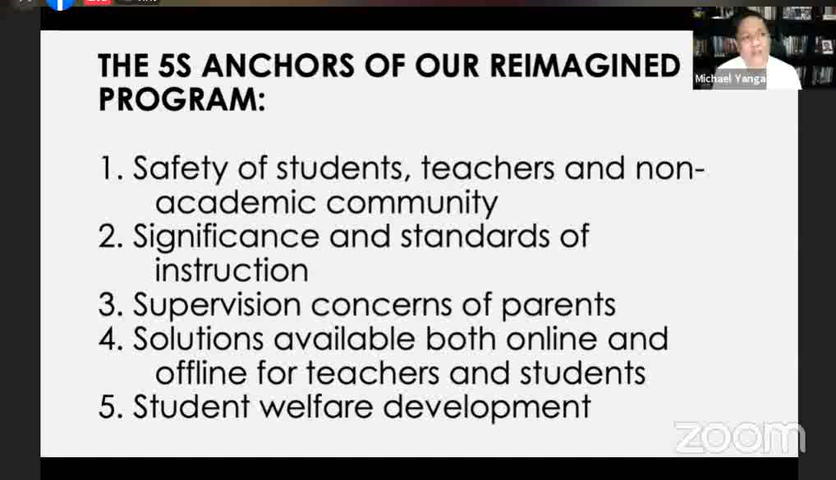 THE 5S ANCHORS OF OUR REIMAGINED
PROGRAM:
Michael Yanga
1. Safety of students, teachers and non-
academic community
2. Significance and standards of
instruction
3. Supervision concerns of parents
4. Solutions available both online and
offline for teachers and students
5. Student welfare development
zoom